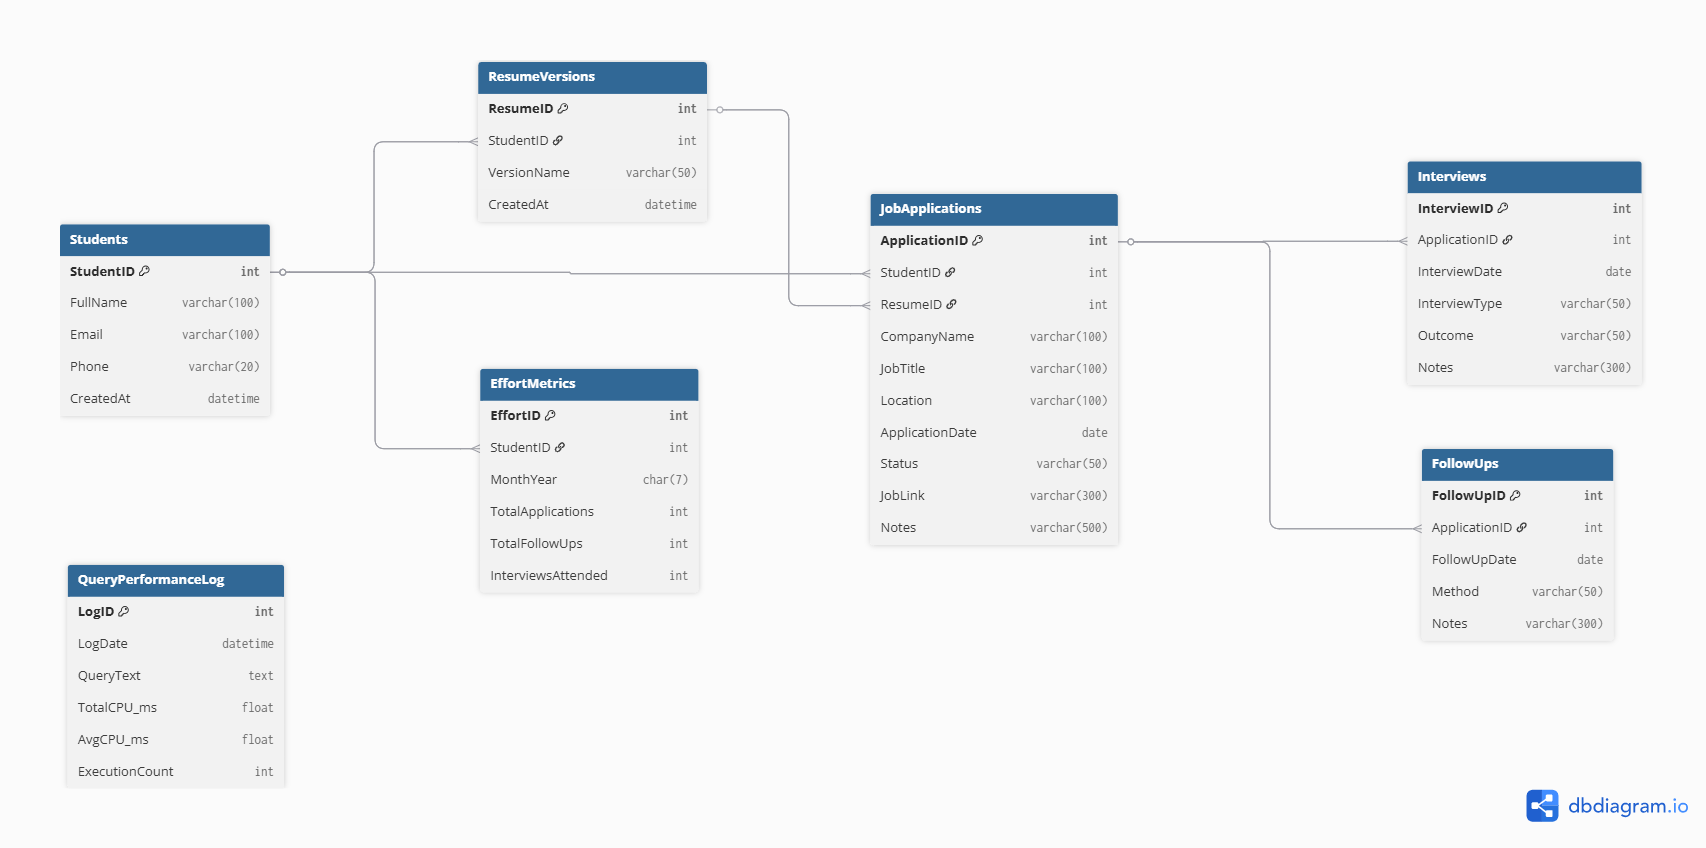 ResumeVersions
ResumeID int
StudentID int
VersionName varchar(50)
CreatedAt datetime
Students
StudentID int
FullName varchar(100)
Email varchar(100)
Phone varchar(20)
CreatedAt datetime
EffortMetrics
EffortID int
StudentID int
MonthYear char(7)
TotalApplications int
TotalFollowUps int
InterviewsAttended int
QueryPerformanceLog
LogID int
LogDate datetime
QueryText text
TotalCPU_ms float
AvgCPU_ms float
ExecutionCount int
JobApplications
ApplicationID int
StudentID int
ResumeID int
CompanyName varchar(100)
JobTitle varchar(100)
Location varchar(100)
ApplicationDate date
Status varchar(50)
JobLink varchar(300)
Notes varchar(500)
Interviews
InterviewID int
ApplicationID int
InterviewDate date
InterviewType varchar(50)
Outcome varchar(50)
Notes varchar(300)
FollowUps
FollowUpID int
ApplicationID int
FollowUpDate date
Method varchar(50)
Notes varchar(300)
dbdiagram.io